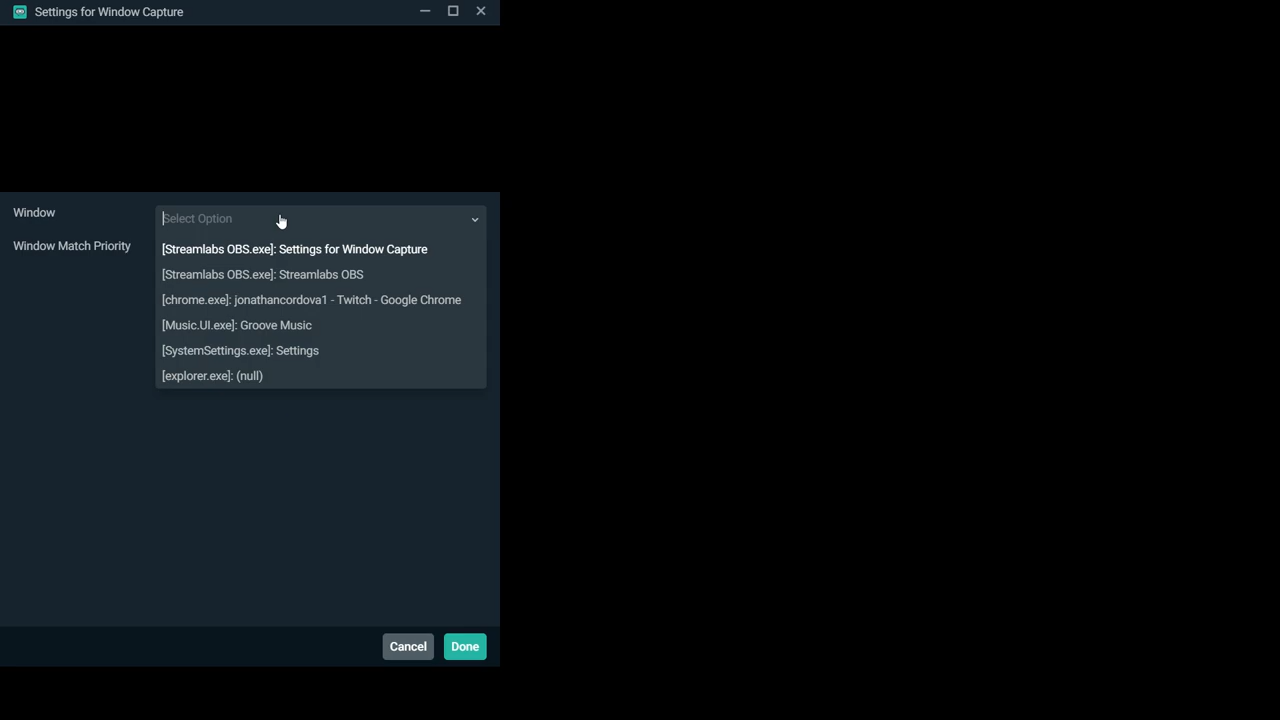 Settings for Window Capture
Window
Select Option
Window Match Priority
[Streamlabs OBS.exe]: Settings for Window Capture
[Streamlabs OBS.exe]: Streamlabs OBS
[chrome.exe]: jonathancordova1 - Twitch - Google Chrome
[Music.UI.exe]: Groove Music
[SystemSettings.exe]: Settings
[explorer.exe]: (null)
Cancel
Done